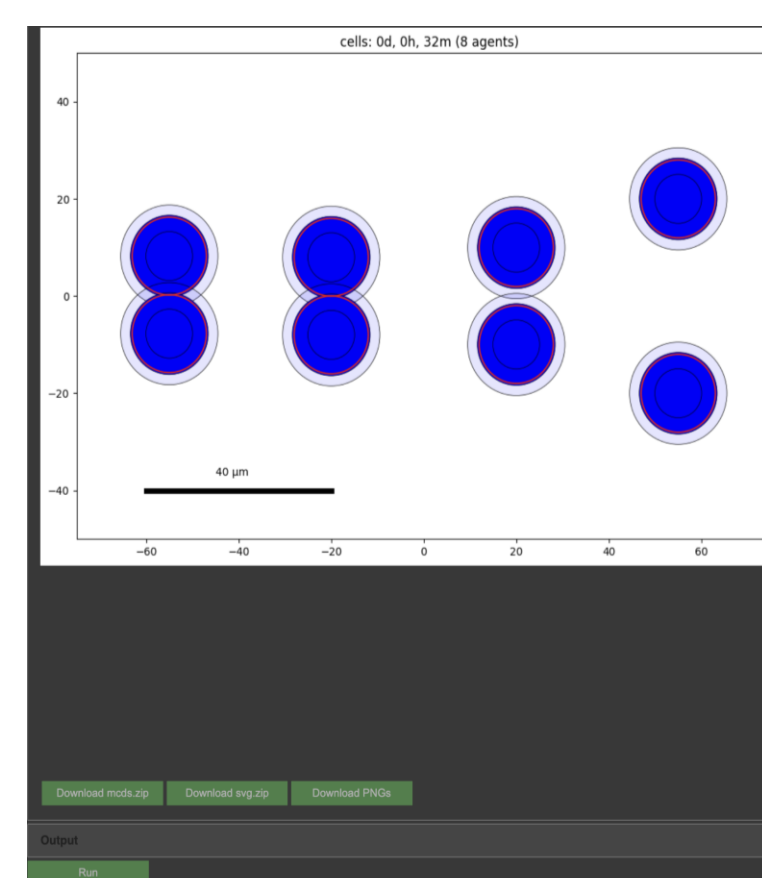 cells: 0d, 0h, 32m (8 agents)
40
20
0
−20
−40
40 μm
−60 −40 −20 0 20 40 60
Download mcds.zip Download svg.zip Download PNGs
Output
Run